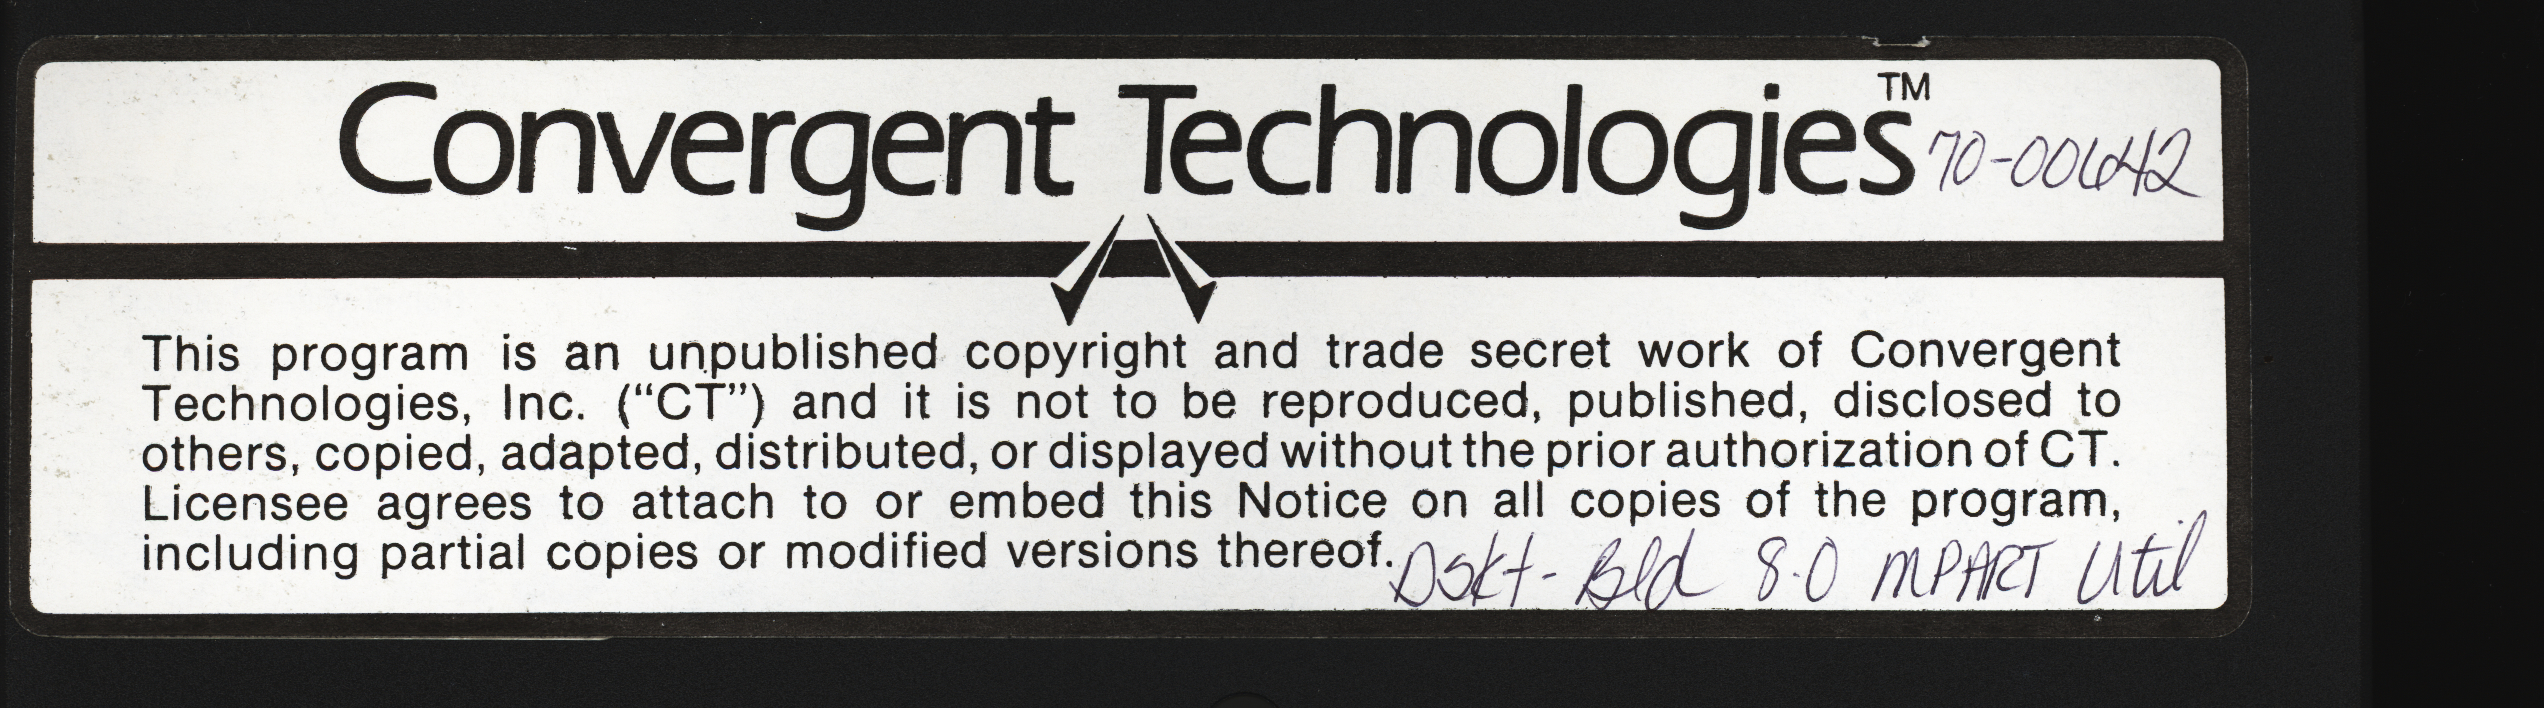 Convergent Technologies™ 70-00642
This program is an unpublished copyright and trade secret work of Convergent
Technologies, Inc. (“CT”) and it is not to be reproduced, published, disclosed to
others, copied, adapted, distributed, or displayed without the prior authorization of CT.
Licensee agrees to attach to or embed this Notice on all copies of the program,
including partial copies or modified versions thereof.
Dskt-Bld 8.0 MPART Util